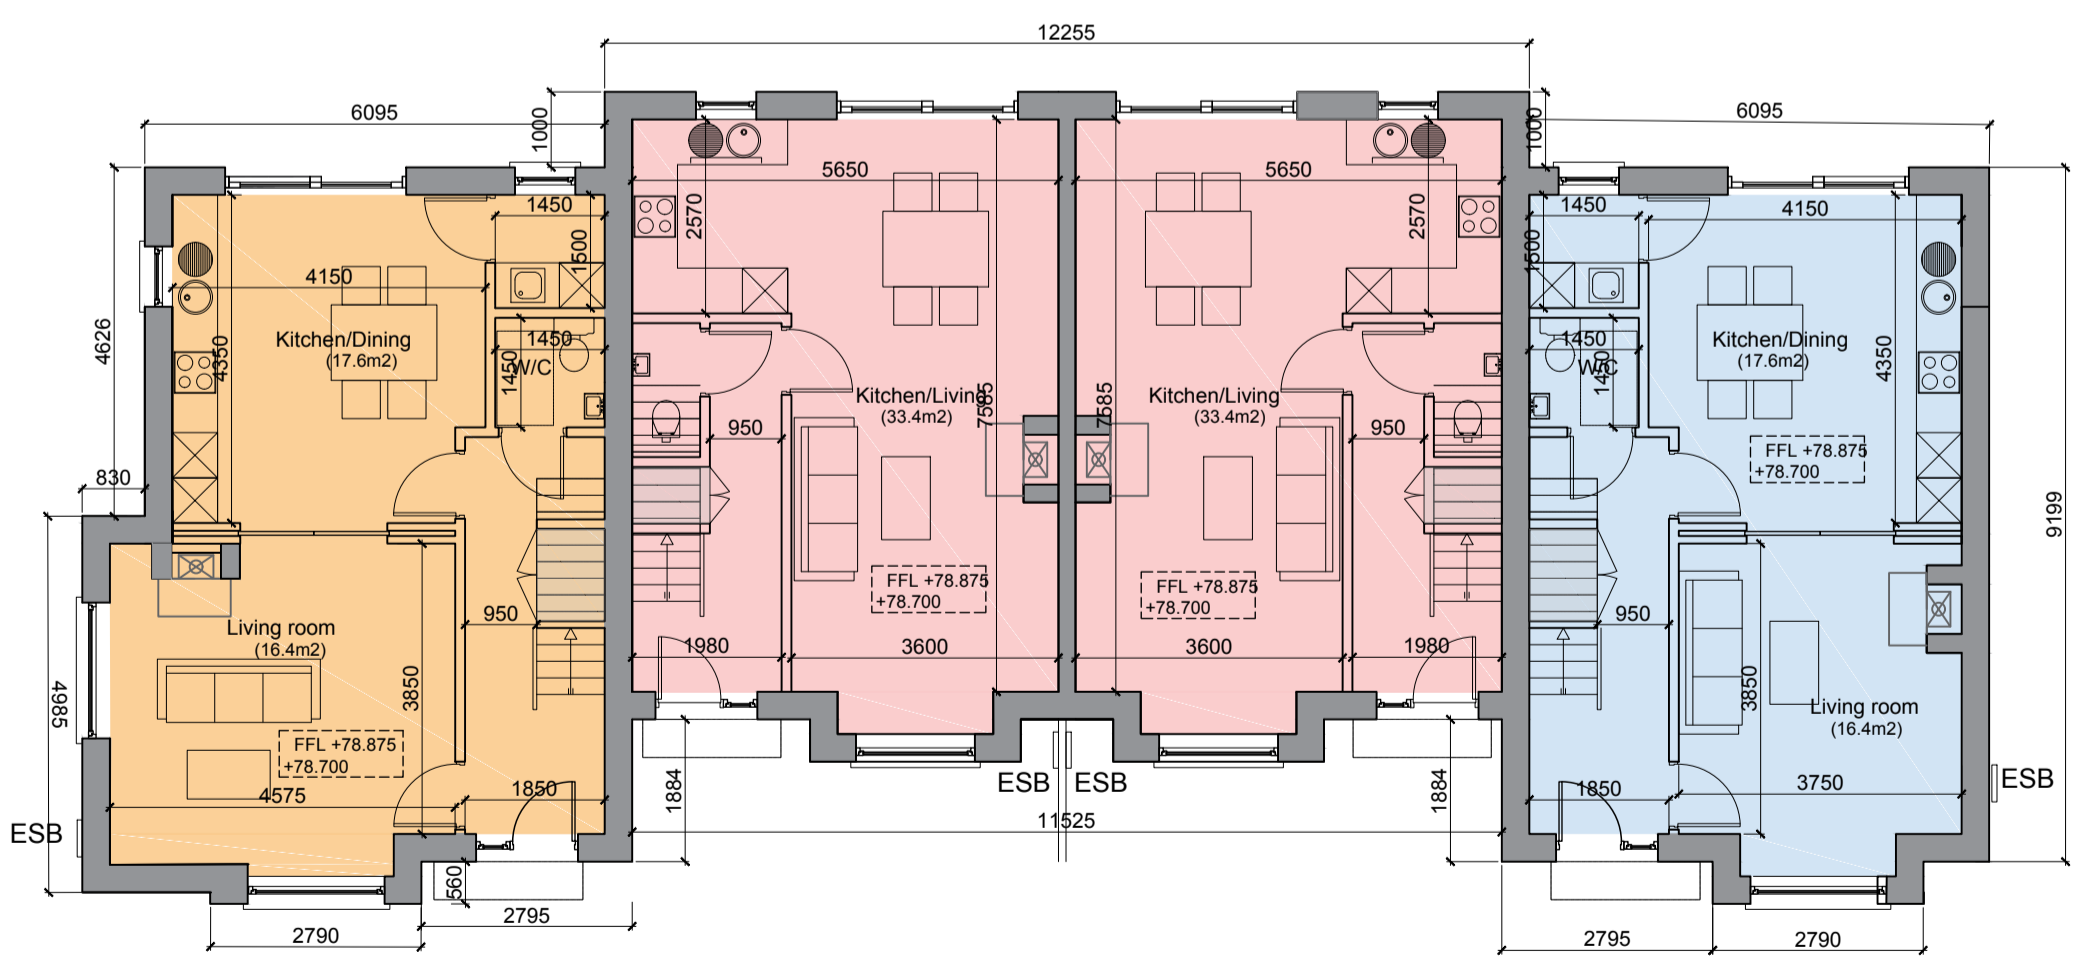 12255
6095
1000
1000
6095
5650
5650
1450
1450
4150
2570
2570
1500
1500
4150
4626
9199
Kitchen/Dining
(17.6m2)
4350
1450
1450
W/C
Kitchen/Living
(33.4m2)
7585
Kitchen/Living
(33.4m2)
7585
1450
1450
W/C
Kitchen/Dining
(17.6m2)
4350
950
950
FFL +78.875
+78.700
830
FFL +78.875
+78.700
FFL +78.875
+78.700
950
950
Living room
(16.4m2)
1980
3600
3600
1980
4985
3850
3850
Living room
(16.4m2)
FFL +78.875
+78.700
4575
1850
1884
ESB
ESB
1884
1850
3750
ESB
ESB
11525
560
2790
2795
2795
2790